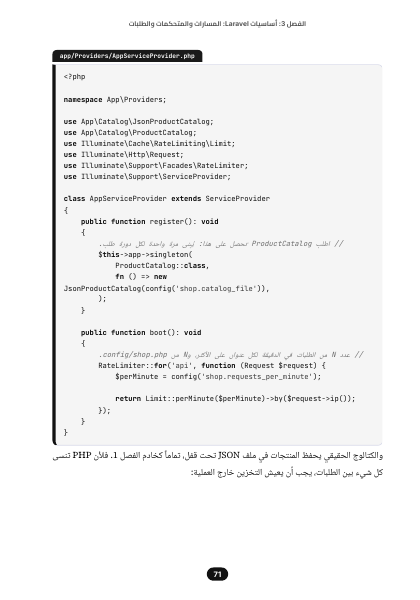 الفصل 3: أساسيات Laravel: المسارات والمتحكمات والطلبات
app/Providers/AppServiceProvider.php
<?php
namespace App\Providers;
use App\Catalog\JsonProductCatalog;
use App\Catalog\ProductCatalog;
use Illuminate\Cache\RateLimiting\Limit;
use Illuminate\Http\Request;
use Illuminate\Support\Facades\RateLimiter;
use Illuminate\Support\ServiceProvider;
class AppServiceProvider extends ServiceProvider
{
    public function register(): void
    {
        // اطلب ProductCatalog تحصل على هذا: يُبنى مرة واحدة لكل دورة طلب.
        $this->app->singleton(
            ProductCatalog::class,
            fn () => new
JsonProductCatalog(config('shop.catalog_file')),
        );
    }
    public function boot(): void
    {
        // عدد N من الطلبات في الدقيقة لكل عنوان على الأكثر، وN من config/shop.php.
        RateLimiter::for('api', function (Request $request) {
            $perMinute = config('shop.requests_per_minute');
            return Limit::perMinute($perMinute)->by($request->ip());
        });
    }
}
والكتالوج الحقيقي يحفظ المنتجات في ملف JSON تحت قفل، تماماً كخادم الفصل 1. فلأن PHP تنسى
كل شيء بين الطلبات، يجب أن يعيش التخزين خارج العملية:
71